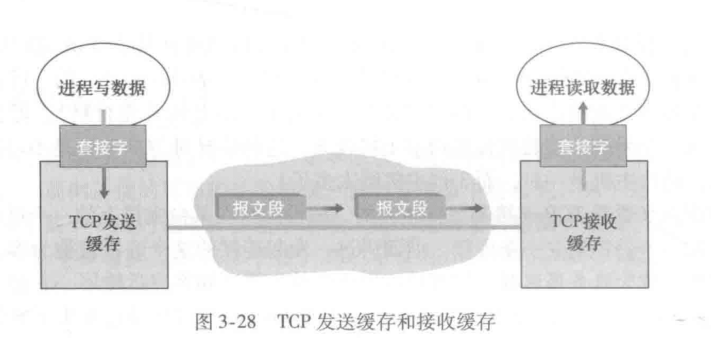 进程写数据
进程读取数据
套接字
套接字
报文段
报文段
TCP发送
缓存
TCP接收
缓存
图 3-28 TCP 发送缓存和接收缓存